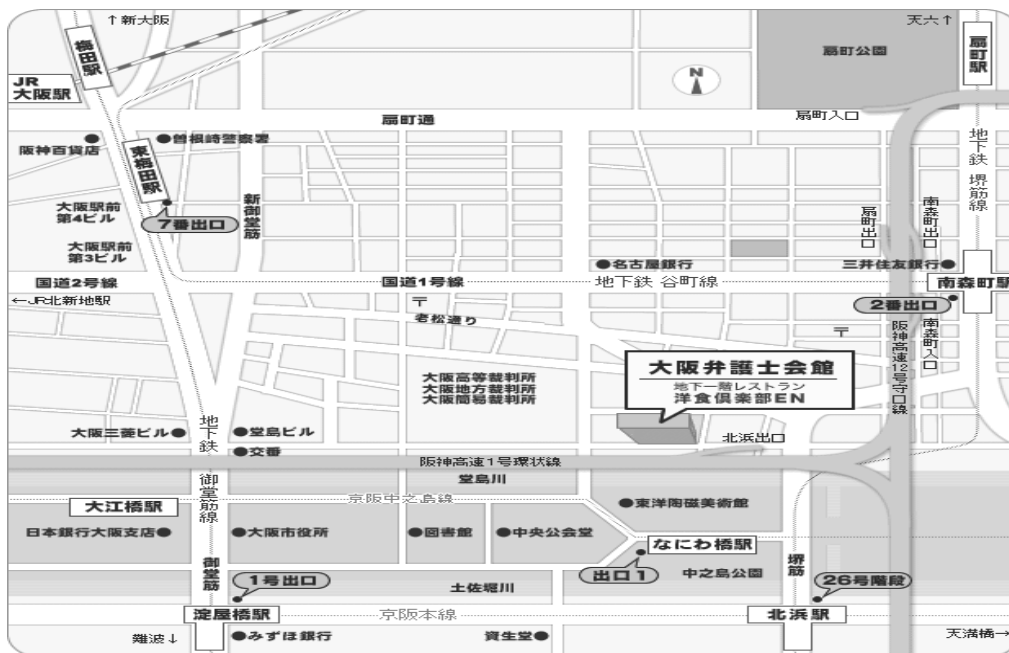 ↑新大阪
天六↑
梅田駅
扇町公園
扇町駅
JR
大阪駅
N
扇町通
扇町入口
阪神百貨店
曽根崎警察署
東梅田駅
地下鉄 堺筋線
大阪駅前
第4ビル
7番出口
新御堂筋
扇町出口
南森町出口
大阪駅前
第3ビル
名古屋銀行
三井住友銀行
国道2号線
国道1号線
地下鉄 谷町線
南森町駅
←JR北新地駅
〒
2番出口
老松通り
〒
阪神高速12号守口線
南森町入口
大阪弁護士会館
地下一階レストラン
洋食倶楽部EN
大阪高等裁判所
大阪地方裁判所
大阪簡易裁判所
大阪三菱ビル
地下鉄 御堂筋線
堂島ビル
交番
北浜出口
阪神高速1号環状線
堂島川
京阪中之島線
大江橋駅
東洋陶磁美術館
日本銀行大阪支店
大阪市役所
図書館
中央公会堂
なにわ橋駅
御堂筋
1号出口
土佐堀川
出口1
中之島公園
堺筋
26号階段
淀屋橋駅
京阪本線
北浜駅
難波↓
みずほ銀行
資生堂
天満橋→